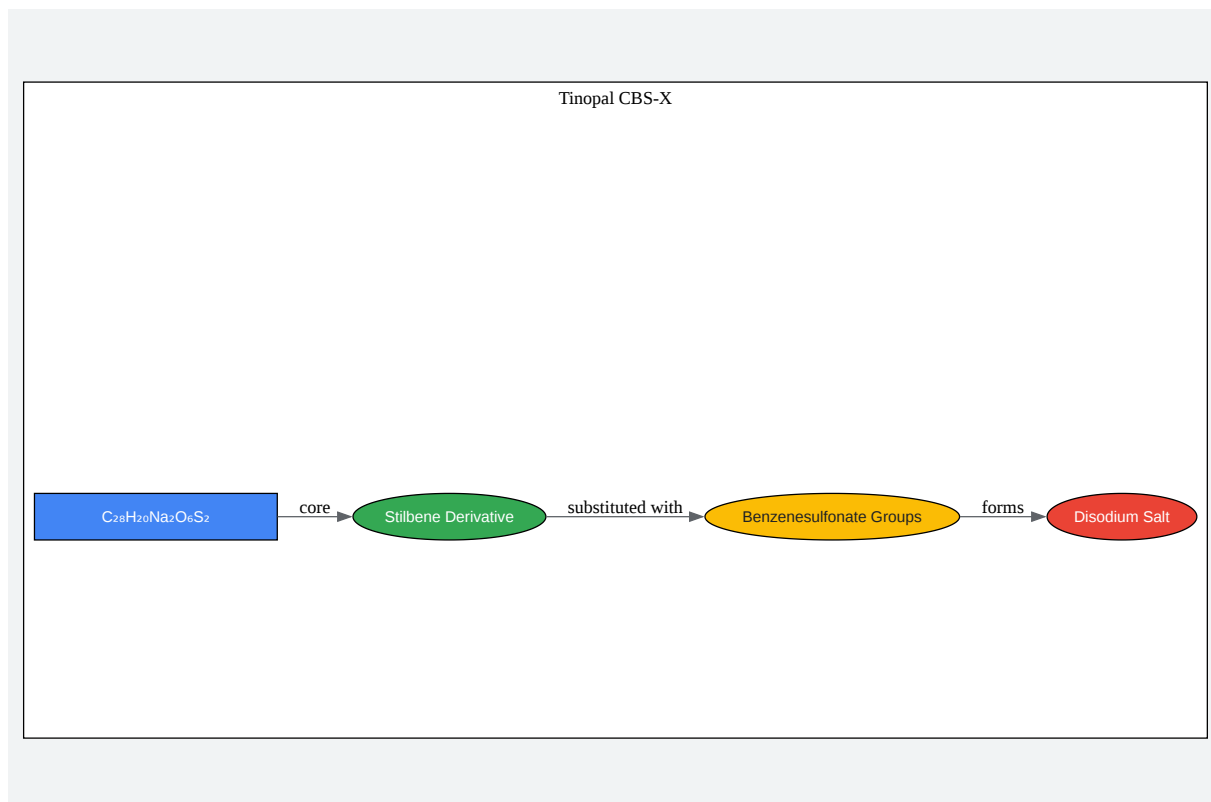 Tinopal CBS-X
C₂₈H₂₀Na₂O₆S₂
core
Stilbene Derivative
substituted with
Benzenesulfonate Groups
forms
Disodium Salt